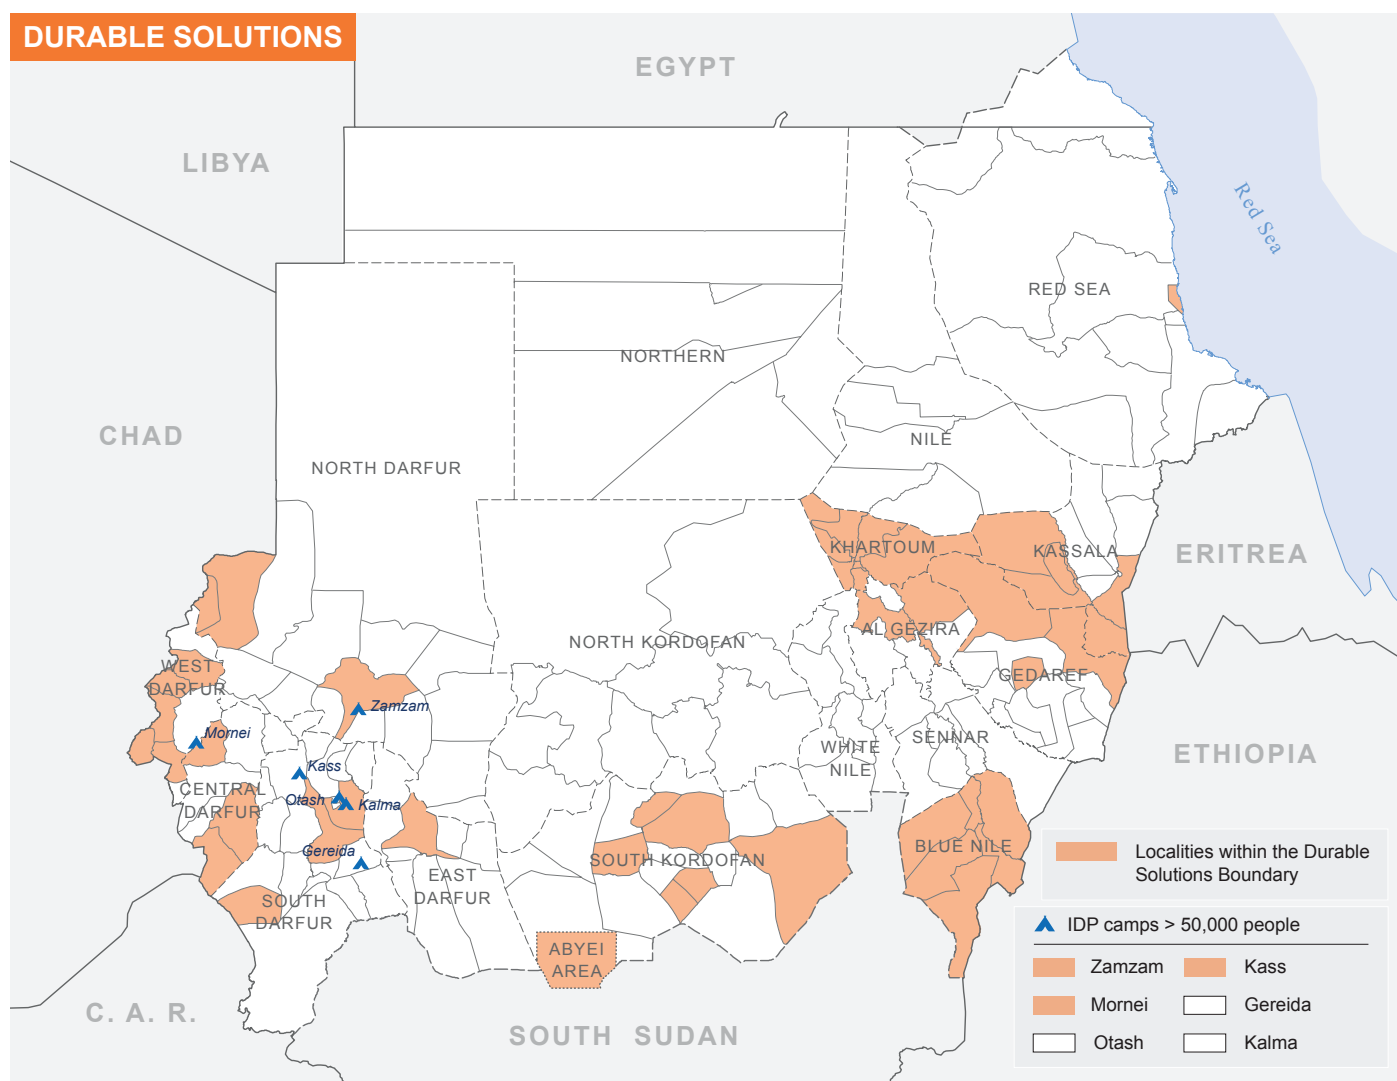 DURABLE SOLUTIONS
EGYPT
LIBYA
Red Sea
RED SEA
NORTHERN
CHAD
NILE
NORTH DARFUR
KHARTOUM
KASSALA
ERITREA
AL GEZIRA
NORTH KORDOFAN
WEST
DARFUR
GEDAREF
Zamzam
Mornei
SENNAR
WHITE
NILE
ETHIOPIA
Kass
CENTRAL
DARFUR
Otash
Kalma
BLUE NILE
Gereida
SOUTH KORDOFAN
EAST
DARFUR
SOUTH
DARFUR
ABYEI
AREA
C. A. R.
SOUTH SUDAN
Localities within the Durable
Solutions Boundary
IDP camps > 50,000 people
Zamzam
Kass
Mornei
Gereida
Otash
Kalma